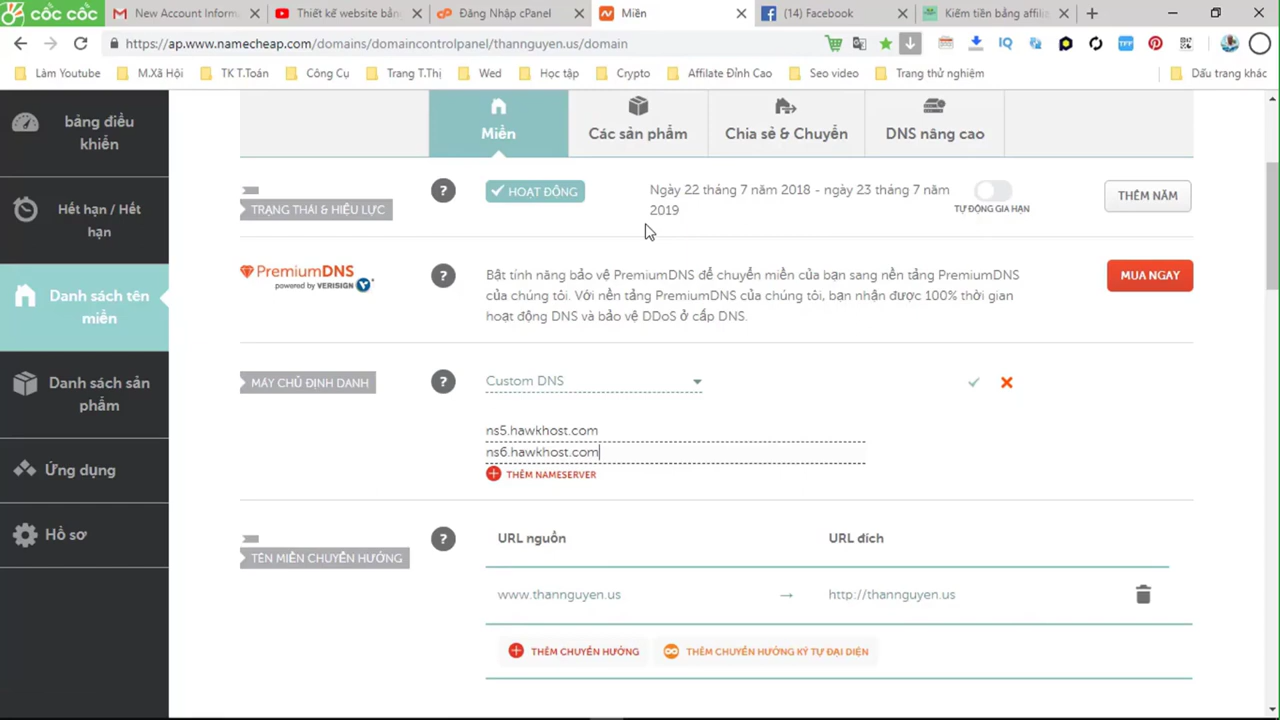 CỐC CỐC
New Account Inform
Thiết kế website bằn
Đăng Nhập cPanel
Miền
(14) Facebook
Kiếm tiền bằng affilia
https://ap.www.namecheap.com/domains/domaincontrolpanel/thannguyen.us/domain
Làm Youtube
M.Xã Hội
TK T.Toán
Công Cụ
Trang T.Thị
Wed
Học tập
Crypto
Affilate Đỉnh Cao
Seo video
Trang thử nghiệm
Dấu trang khác
bảng điều
khiển
Hết hạn / Hết
hạn
Danh sách tên
miền
Danh sách sản
phẩm
Ứng dụng
Hồ sơ
Miền
Các sản phẩm
Chia sẻ & Chuyển
DNS nâng cao
TRẠNG THÁI & HIỆU LỰC
?
HOẠT ĐỘNG
Ngày 22 tháng 7 năm 2018 - ngày 23 tháng 7 năm
2019
TỰ ĐỘNG GIA HẠN
THÊM NĂM
PremiumDNS
powered by VERISIGN
?
Bật tính năng bảo vệ PremiumDNS để chuyển miền của bạn sang nền tảng PremiumDNS
của chúng tôi. Với nền tảng PremiumDNS của chúng tôi, bạn nhận được 100% thời gian
hoạt động DNS và bảo vệ DDoS ở cấp DNS.
MUA NGAY
MÁY CHỦ ĐỊNH DANH
?
Custom DNS
ns5.hawkhost.com
ns6.hawkhost.com
THÊM NAMESERVER
TÊN MIỀN CHUYỂN HƯỚNG
?
URL nguồn
URL đích
www.thannguyen.us
→
http://thannguyen.us
THÊM CHUYỂN HƯỚNG
THÊM CHUYỂN HƯỚNG KÝ TỰ ĐẠI DIỆN